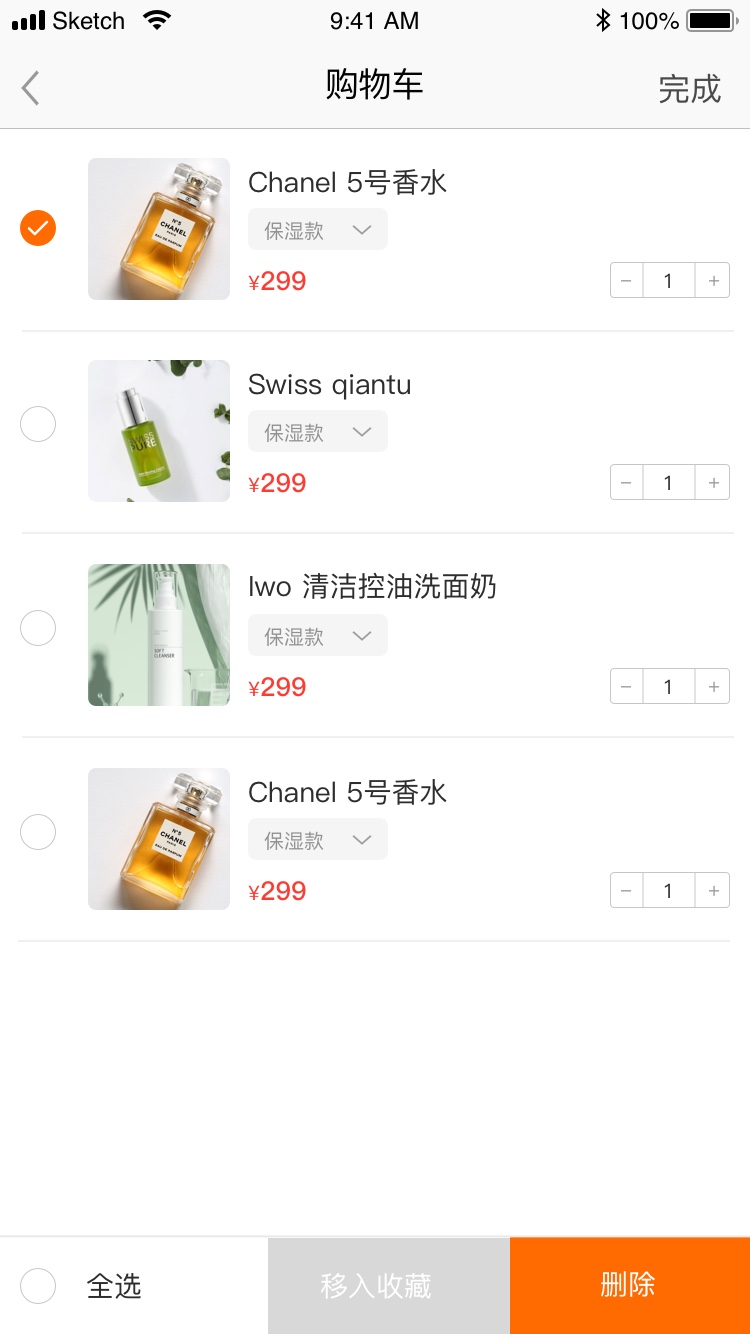 Sketch 9:41 AM 100%
购物车 完成
Chanel 5号香水
保湿款
¥299 − 1 +
N°5
CHANEL
PARIS
EAU DE PARFUM
Swiss qiantu
保湿款
¥299 − 1 +
SWISS
PURE
lwo 清洁控油洗面奶
保湿款
¥299 − 1 +
SOFT
CLEANSER
Chanel 5号香水
保湿款
¥299 − 1 +
N°5
CHANEL
PARIS
EAU DE PARFUM
全选 移入收藏 删除